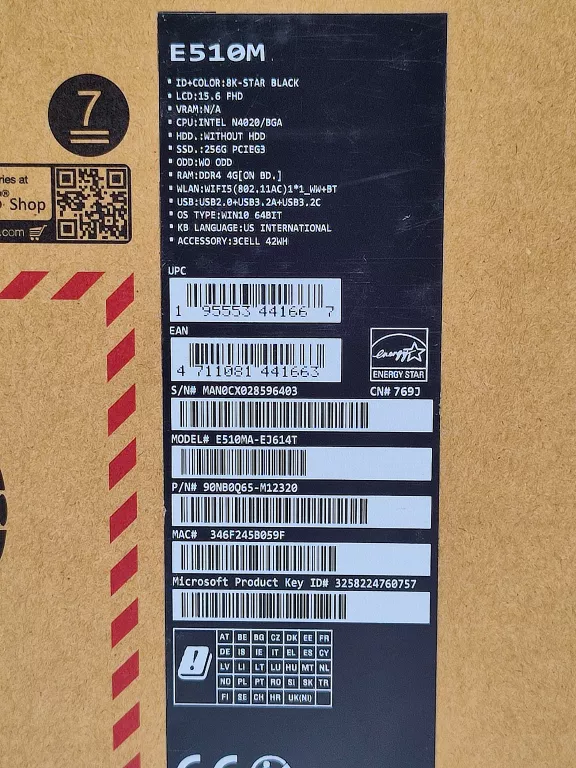 E510M
ID+COLOR:BK-STAR BLACK
LCD:15.6 FHD
VRAM:N/A
CPU:INTEL N4020/BGA
HDD.:WITHOUT HDD
SSD.:256G PCIEG3
ODD:WO ODD
RAM:DDR4 4G[ON BD.]
WLAN:WIFI5(802.11AC)1*1_WW+BT
USB:USB2.0+USB3.2A+USB3.2C
OS TYPE:WIN10 64BIT
KB LANGUAGE:US INTERNATIONAL
ACCESSORY:3CELL 42WH
7
ries at
Shop
.com
UPC
1 95553 44166 7
EAN
4 711081 441663
energy
ENERGY STAR
S/N# MAN0CX028596403
CN# 769J
MODEL# E510MA-EJ614T
P/N# 90NB0Q65-M12320
MAC# 346F245B059F
Microsoft Product Key ID# 3258224760757
AT BE BG CZ DK EE FR
DE IS IE IT EL ES CY
LV LI LT LU HU MT NL
NO PL PT RO SI SK TR
FI SE CH HR UK(NI)
CE